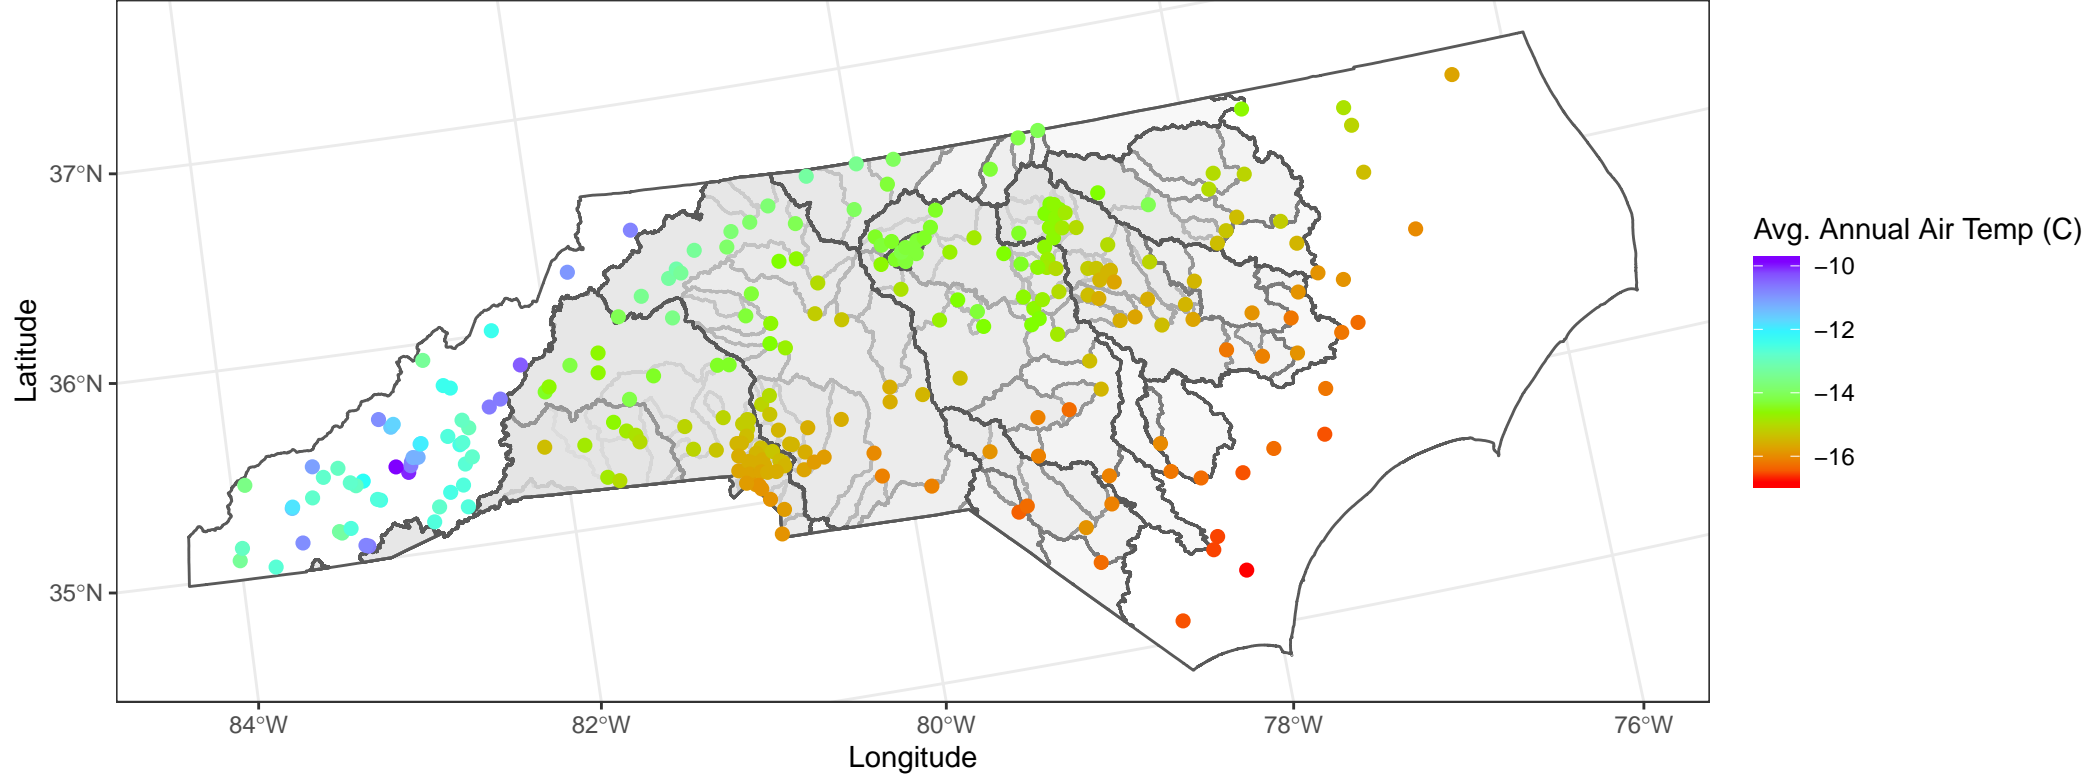 37°N
36°N
35°N
Latitude
84°W
82°W
80°W
78°W
76°W
Longitude
Avg. Annual Air Temp (C)
−10
−12
−14
−16